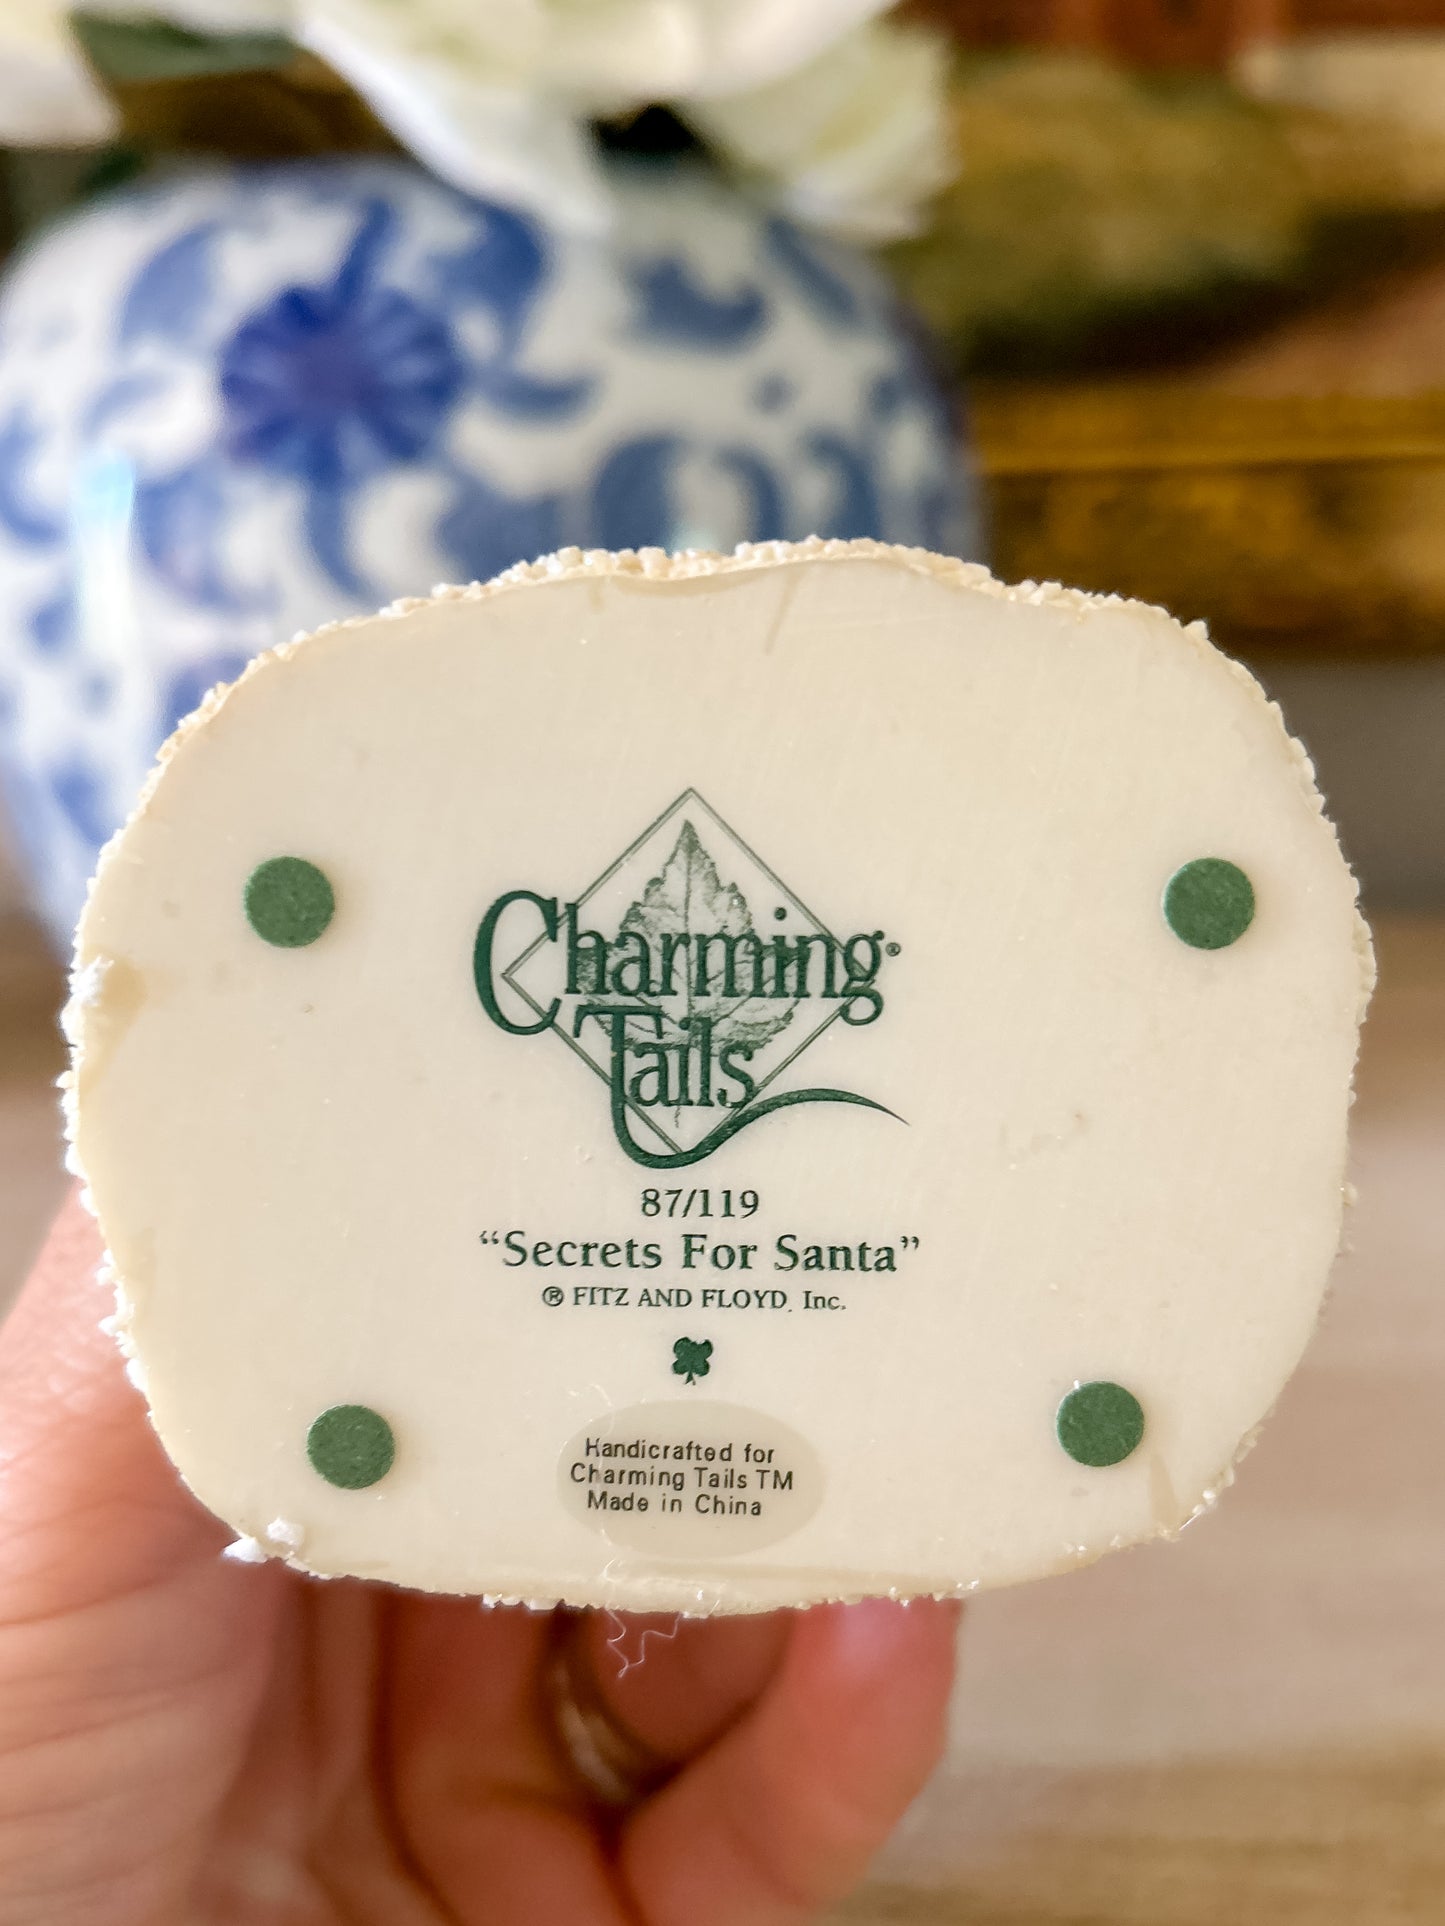 Charming®
Tails
87/119
“Secrets For Santa”
® FITZ AND FLOYD, Inc.
Handicrafted for
Charming Tails TM
Made in China